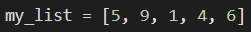 my_list = [5, 9, 1, 4, 6]